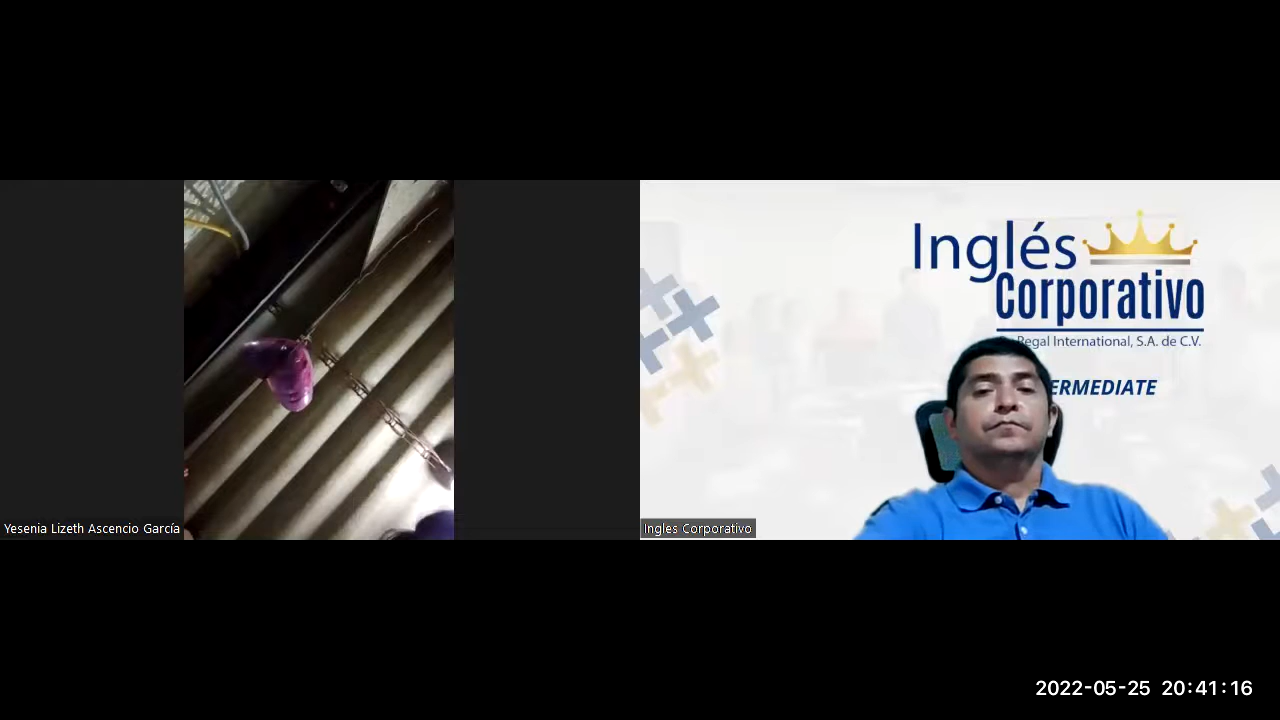 Inglés
Corporativo
Regal International, S.A. de C.V.
ERMEDIATE
Yesenia Lizeth Ascencio García
Ingles Corporativo
2022-05-25 20:41:16